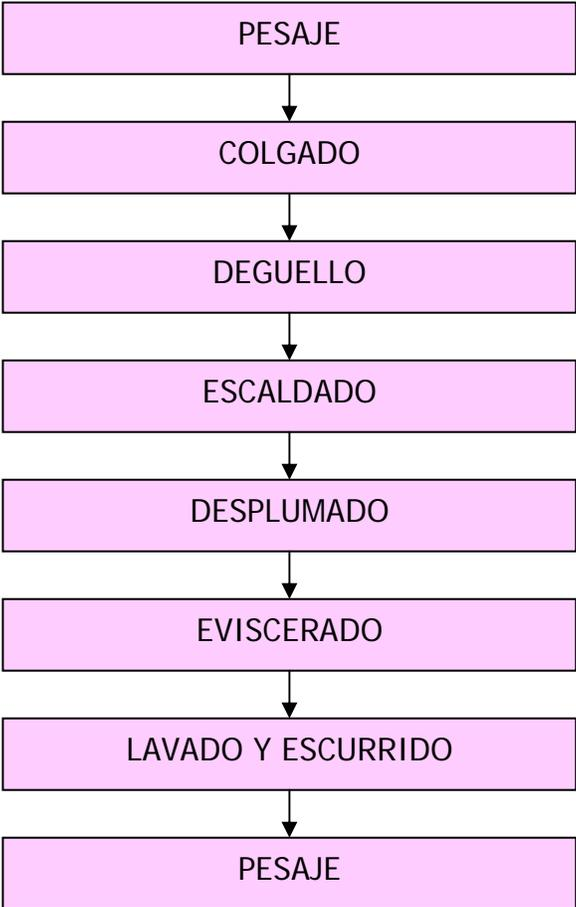 PESAJE
COLGADO
DEGUELLO
ESCALDADO
DESPLUMADO
EVISCERADO
LAVADO Y ESCURRIDO
PESAJE